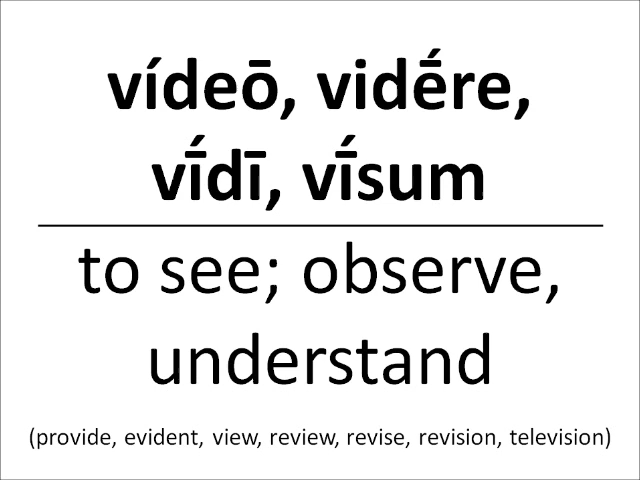 vídeō, vidḗre,
vī́dī, vī́sum
to see; observe,
understand
(provide, evident, view, review, revise, revision, television)